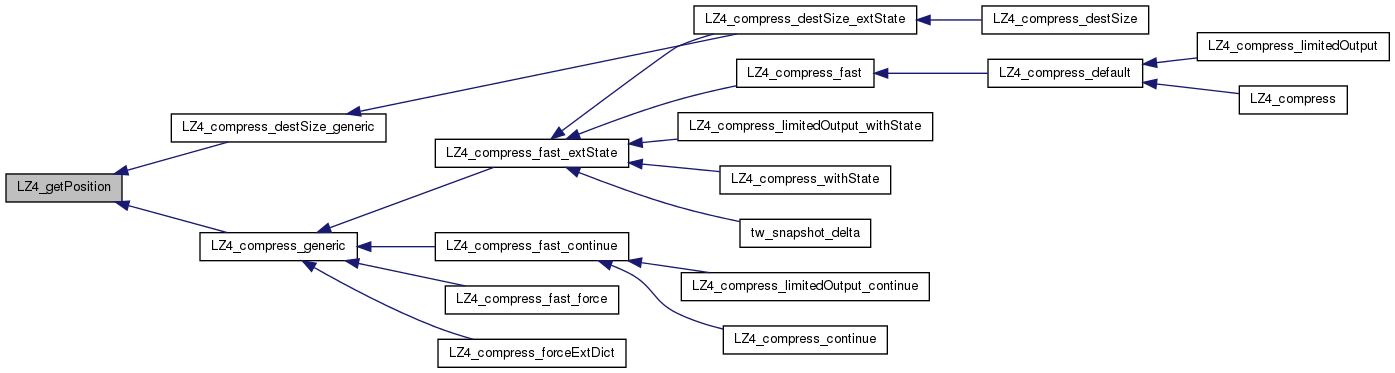 LZ4_compress_destSize_extState
LZ4_compress_destSize
LZ4_compress_limitedOutput
LZ4_compress_fast
LZ4_compress_default
LZ4_compress
LZ4_compress_destSize_generic
LZ4_compress_limitedOutput_withState
LZ4_compress_fast_extState
LZ4_compress_withState
LZ4_getPosition
tw_snapshot_delta
LZ4_compress_generic
LZ4_compress_fast_continue
LZ4_compress_limitedOutput_continue
LZ4_compress_fast_force
LZ4_compress_continue
LZ4_compress_forceExtDict